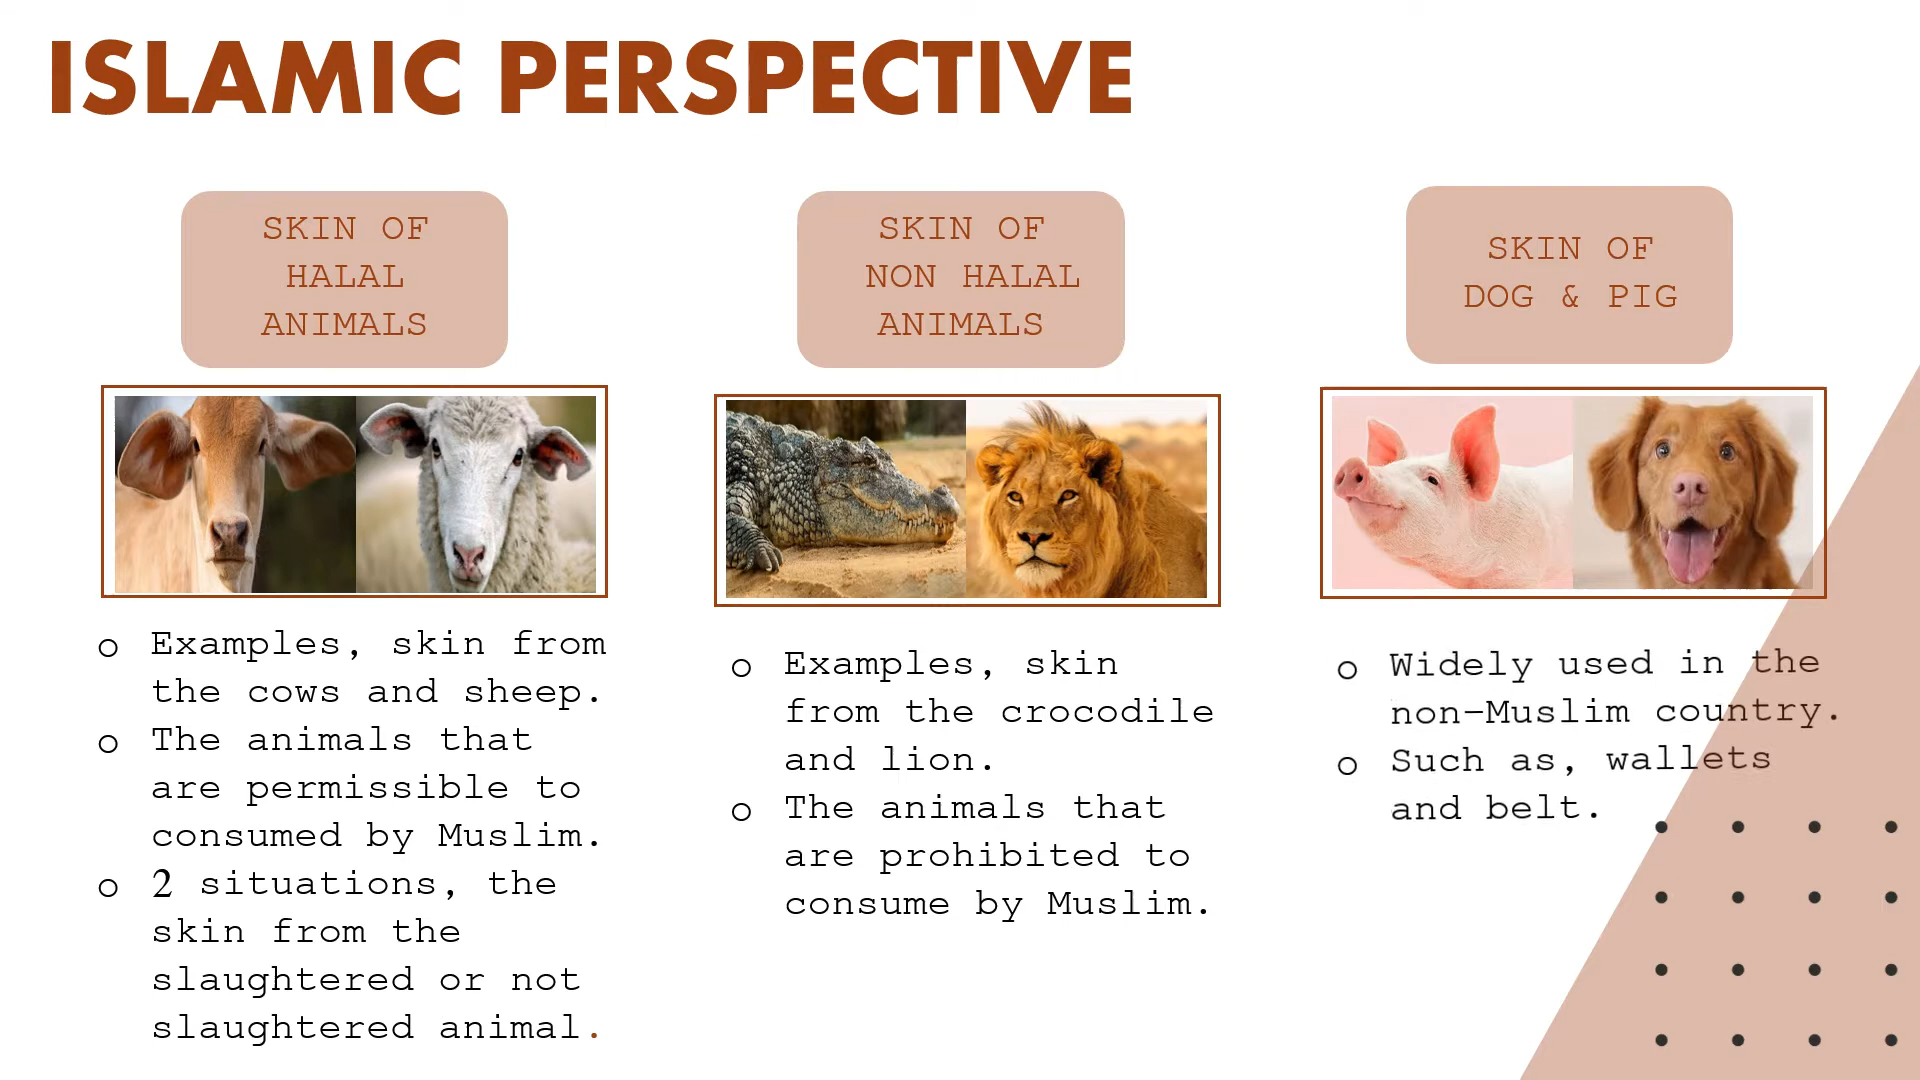 ISLAMIC PERSPECTIVE
SKIN OF
HALAL
ANIMALS
o Examples, skin from
the cows and sheep.
o The animals that
are permissible to
consumed by Muslim.
o 2 situations, the
skin from the
slaughtered or not
slaughtered animal.
SKIN OF
NON HALAL
ANIMALS
o Examples, skin
from the crocodile
and lion.
o The animals that
are prohibited to
consume by Muslim.
SKIN OF
DOG & PIG
o Widely used in the
non-Muslim country.
o Such as, wallets
and belt.